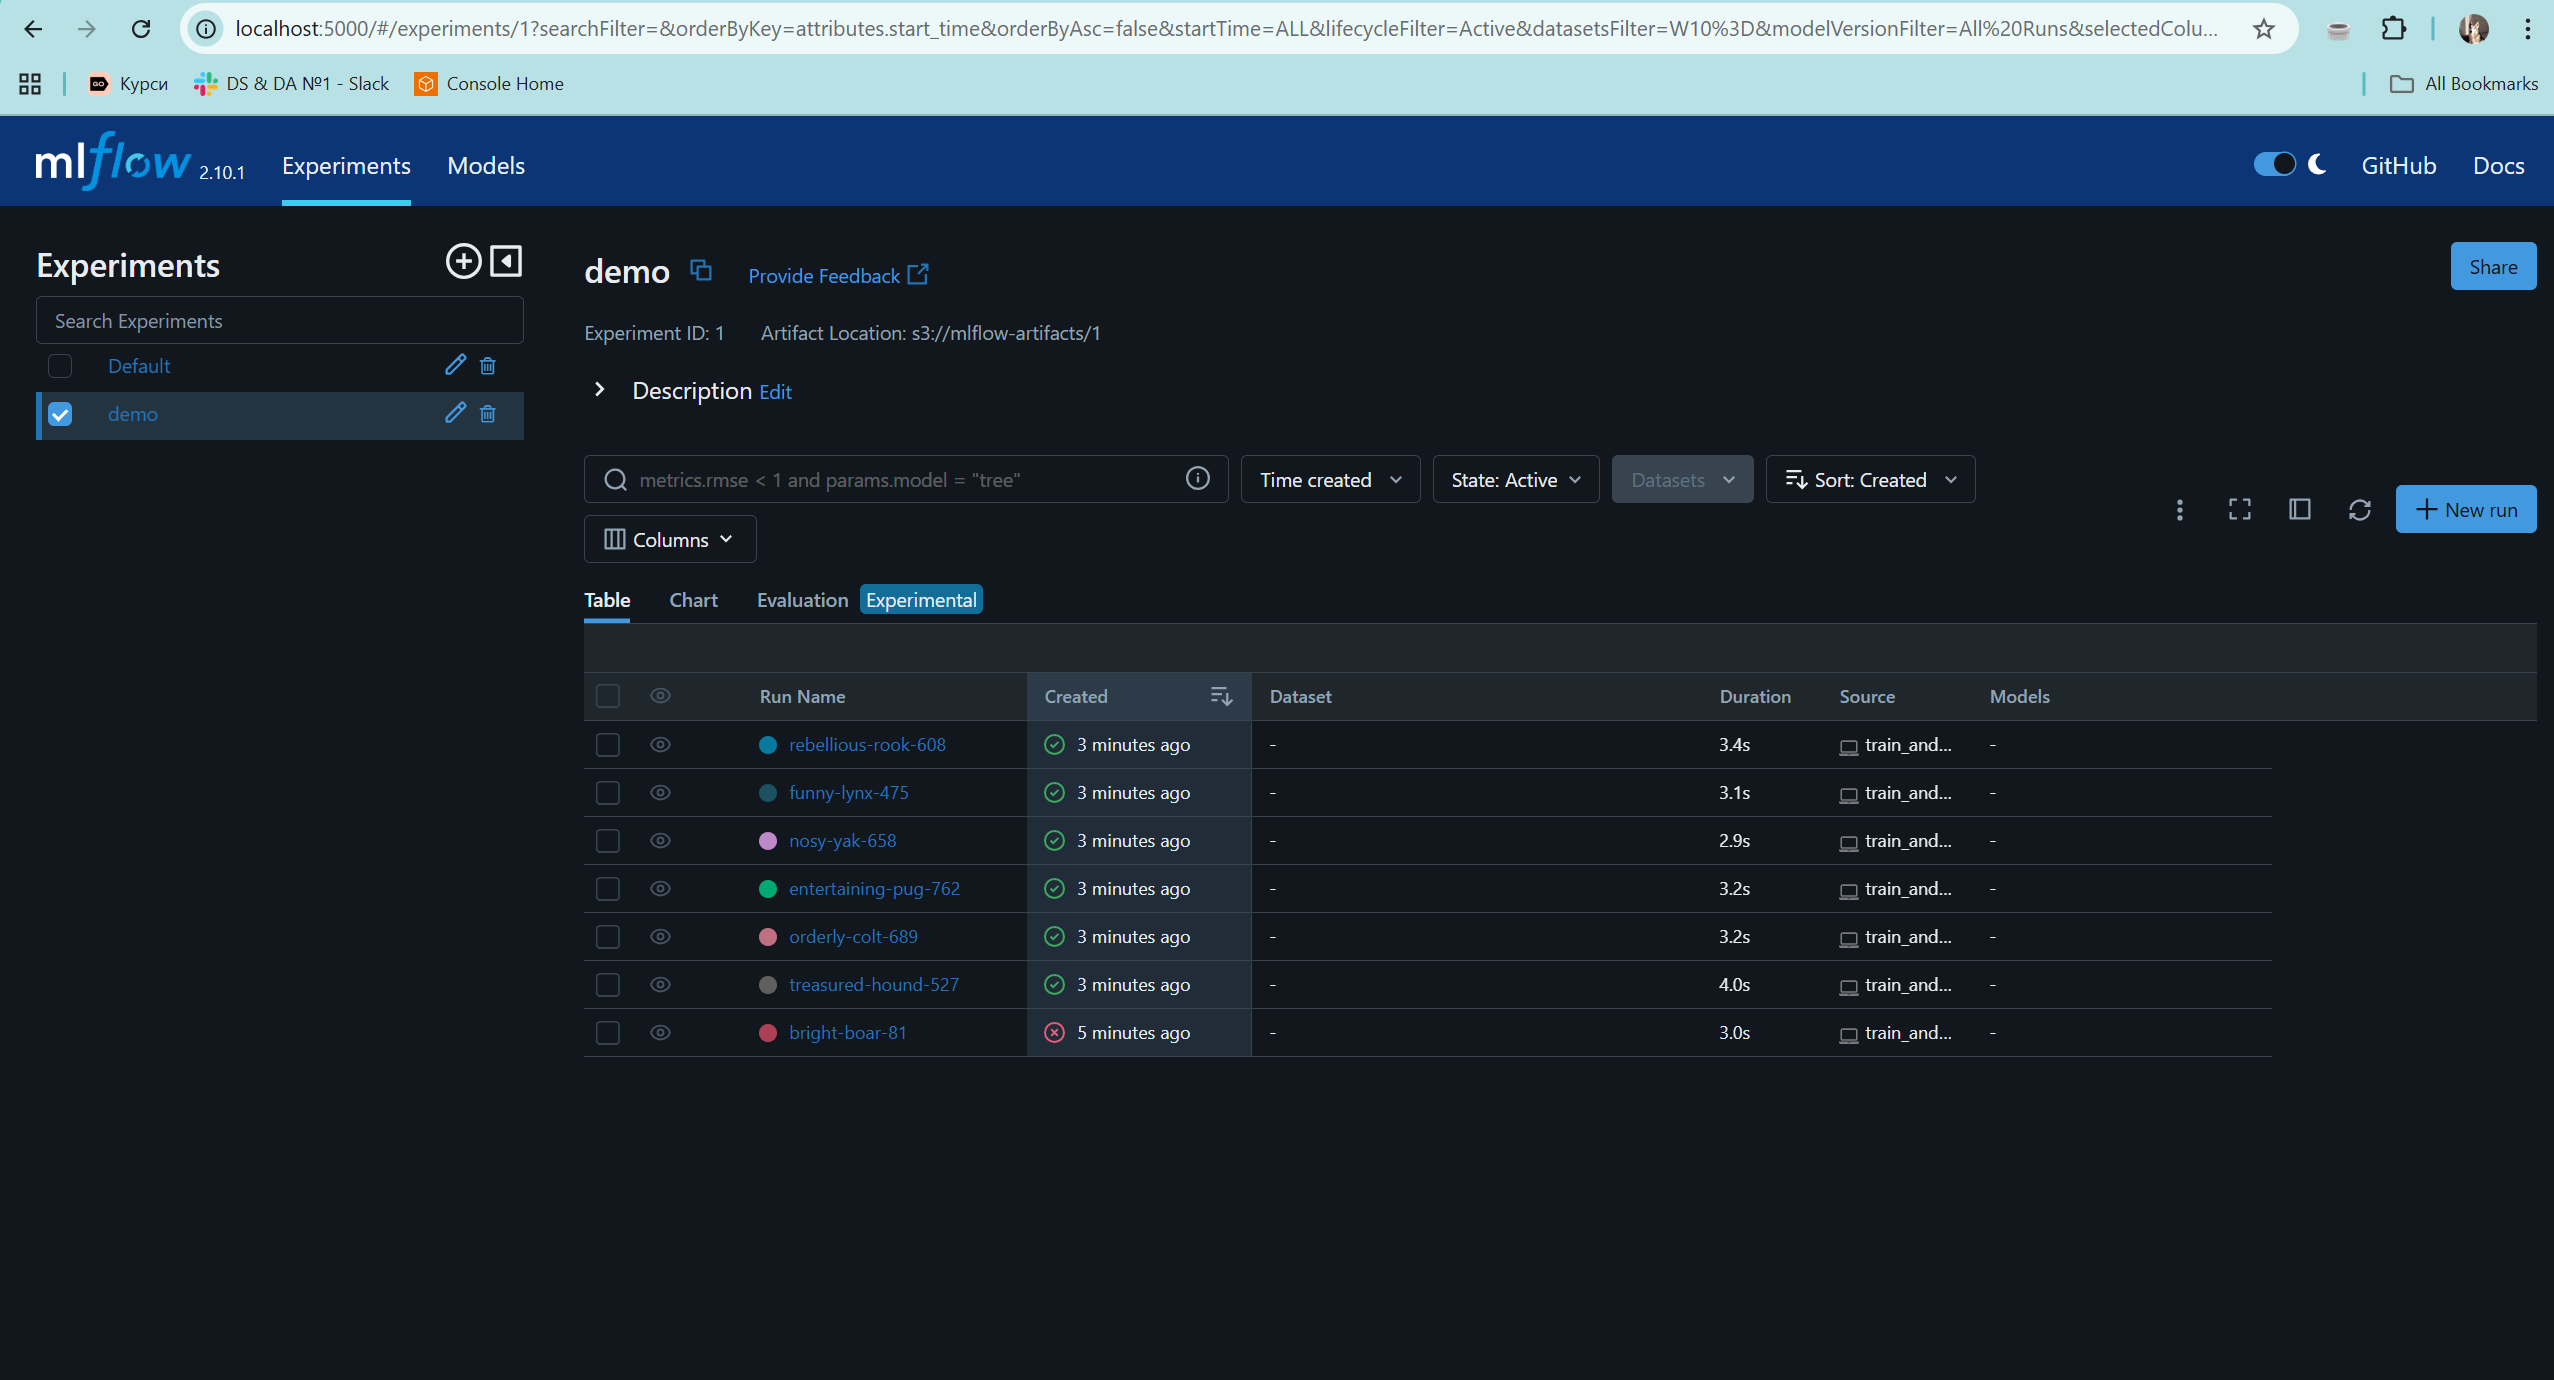 localhost:5000/#/experiments/1?searchFilter=&orderByKey=attributes.start_time&orderByAsc=false&startTime=ALL&lifecycleFilter=Active&datasetsFilter=W10%3D&modelVersionFilter=All%20Runs&selectedColu...
Курси DS & DA №1 - Slack Console Home All Bookmarks
mlflow 2.10.1 Experiments Models GitHub Docs
Experiments
Search Experiments
Default
demo
demo Provide Feedback Share
Experiment ID: 1 Artifact Location: s3://mlflow-artifacts/1
Description Edit
metrics.rmse < 1 and params.model = "tree" Time created State: Active Datasets Sort: Created
Columns
New run
Table Chart Evaluation Experimental
Run Name Created Dataset Duration Source Models
rebellious-rook-608 3 minutes ago - 3.4s train_and... -
funny-lynx-475 3 minutes ago - 3.1s train_and... -
nosy-yak-658 3 minutes ago - 2.9s train_and... -
entertaining-pug-762 3 minutes ago - 3.2s train_and... -
orderly-colt-689 3 minutes ago - 3.2s train_and... -
treasured-hound-527 3 minutes ago - 4.0s train_and... -
bright-boar-81 5 minutes ago - 3.0s train_and... -